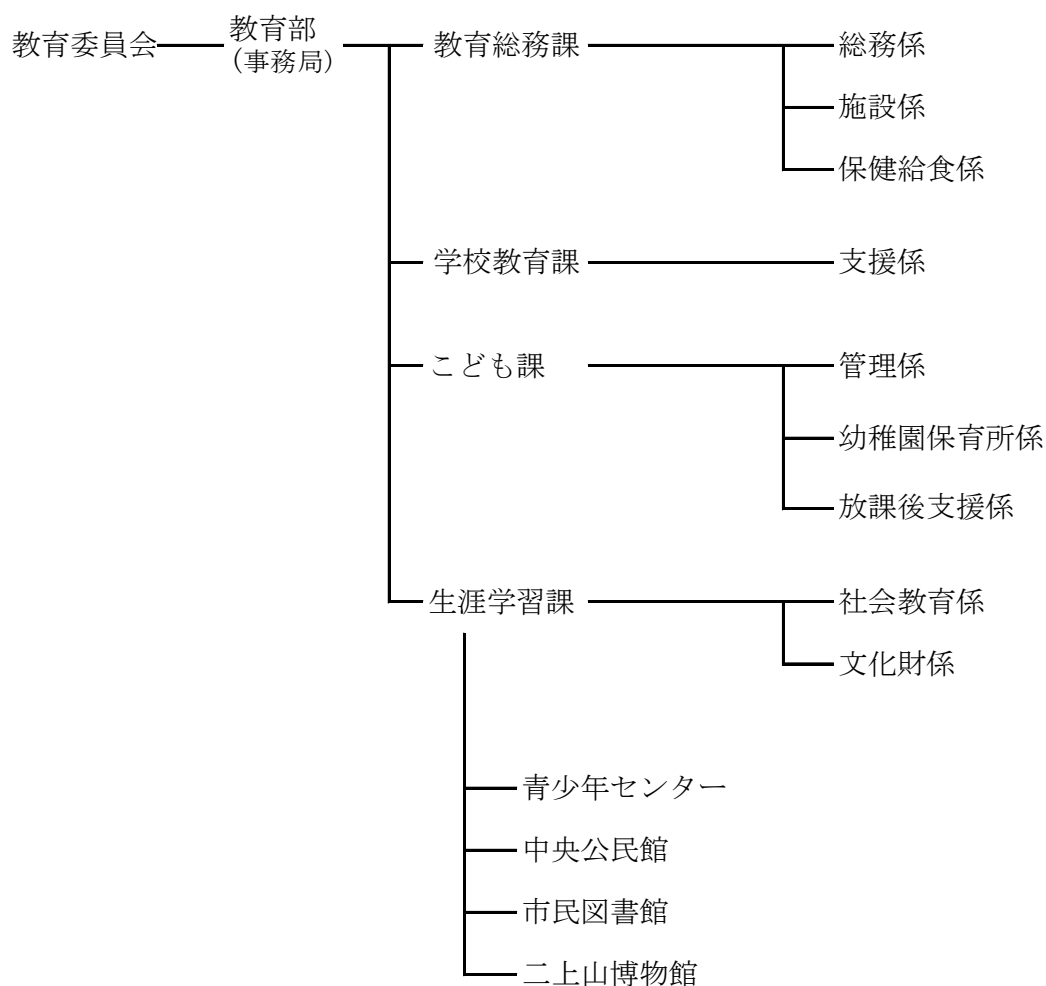 教育委員会
教育部
(事務局)
教育総務課
総務係
施設係
保健給食係
学校教育課
支援係
こども課
管理係
幼稚園保育所係
放課後支援係
生涯学習課
社会教育係
文化財係
青少年センター
中央公民館
市民図書館
二上山博物館